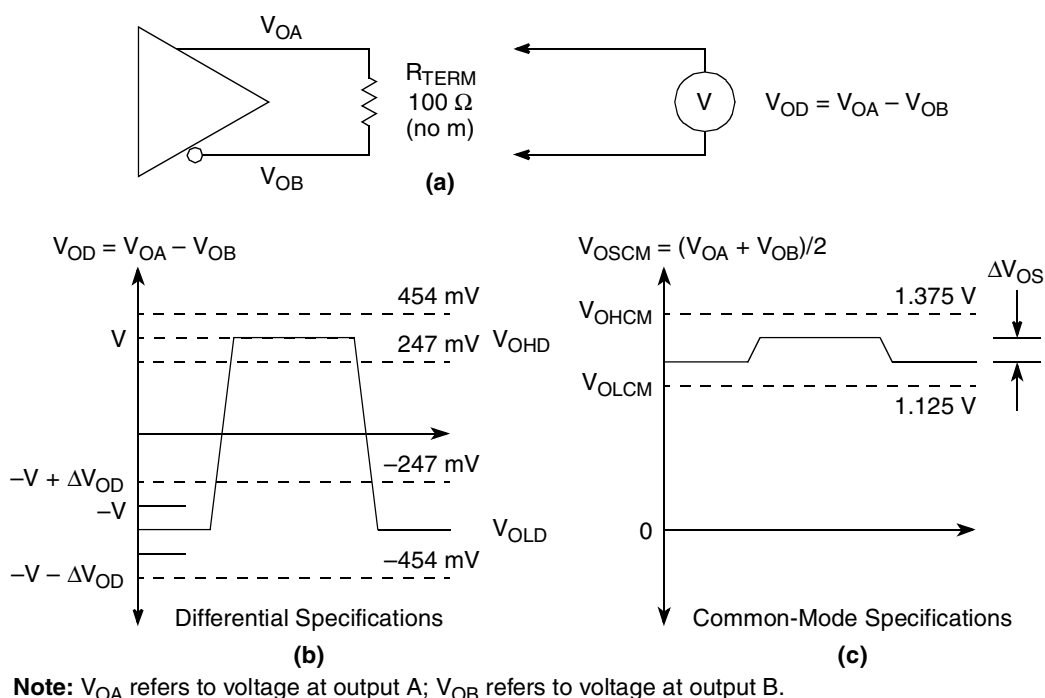 V_OA
R_TERM
100 Ω
(no m)
V_OB
V
V_OD = V_OA – V_OB
(a)
V_OD = V_OA – V_OB
454 mV
V
247 mV
V_OHD
–247 mV
–V + ΔV_OD
–V
V_OLD
–454 mV
–V – ΔV_OD
Differential Specifications
(b)
V_OSCM = (V_OA + V_OB)/2
ΔV_OS
V_OHCM
1.375 V
V_OLCM
1.125 V
0
Common-Mode Specifications
(c)
Note: V_OA refers to voltage at output A; V_OB refers to voltage at output B.